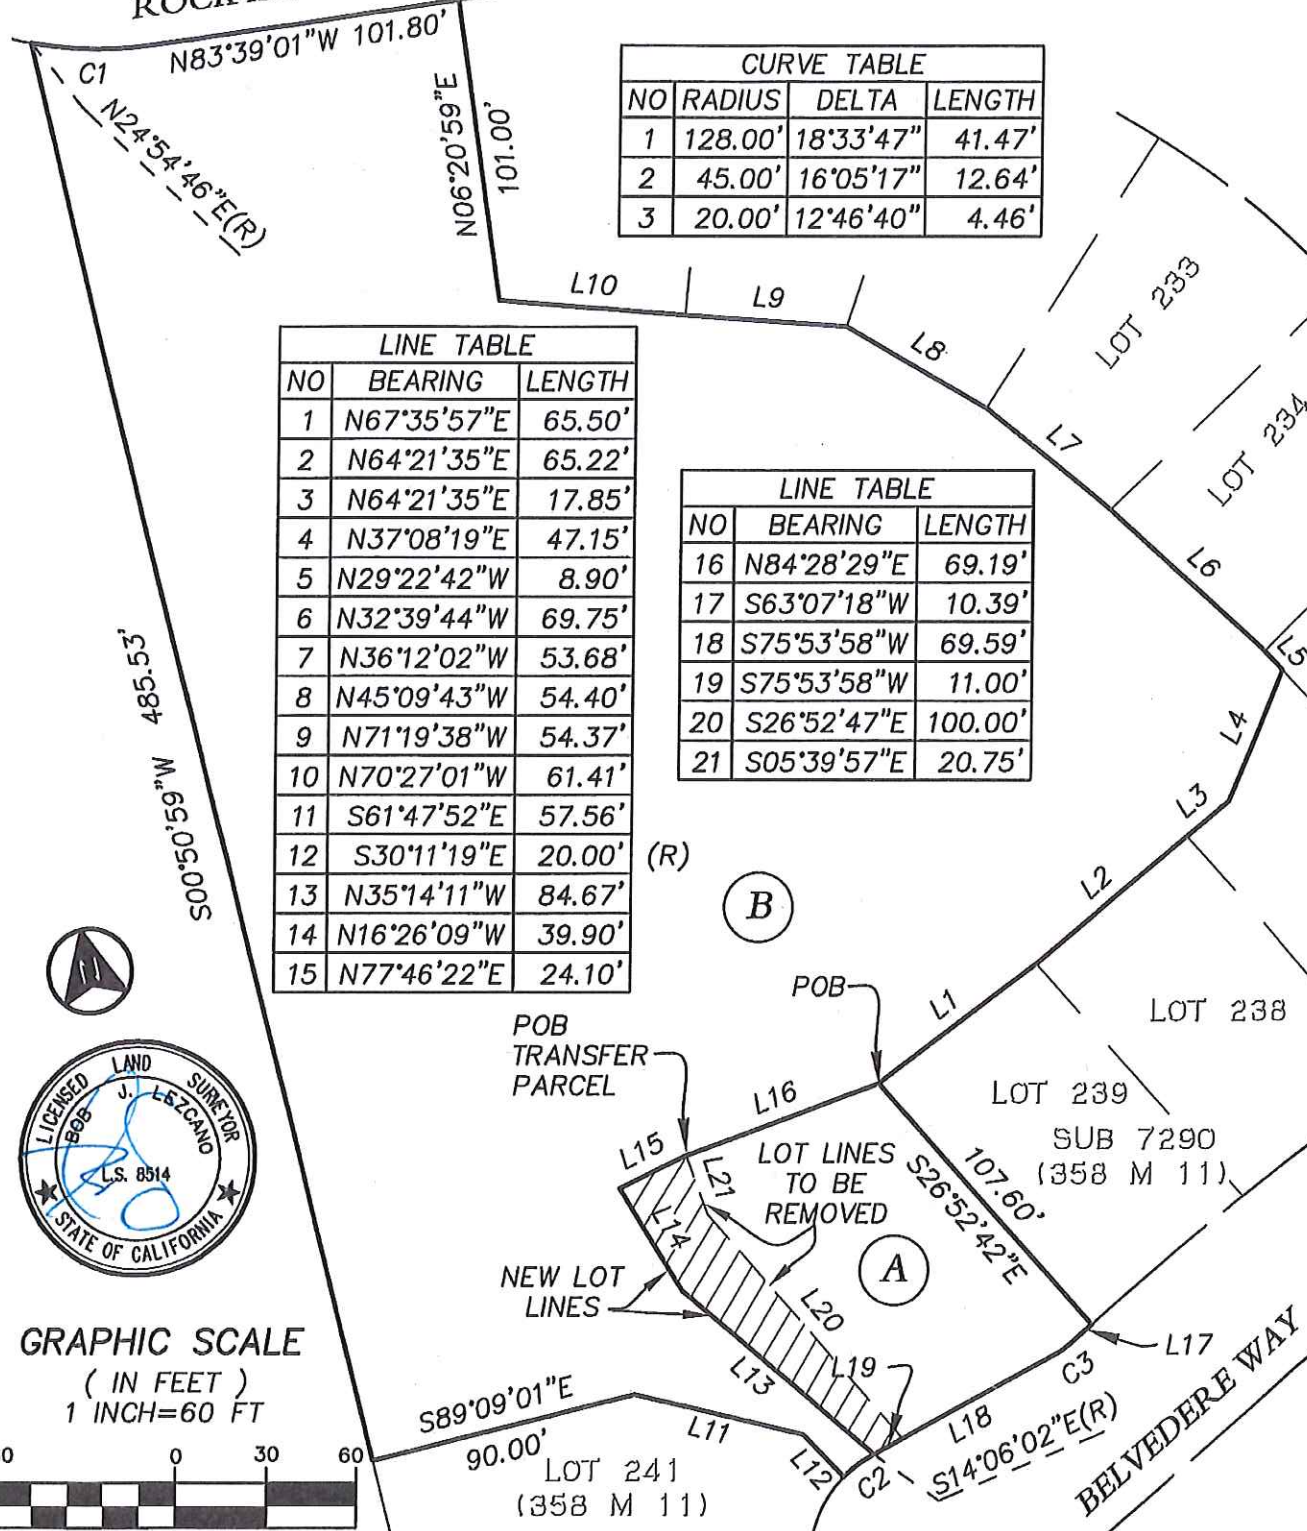 N83°39'01"W 101.80'
C1
N24°54'46"E(R)
N06°20'59"E
101.00'
CURVE TABLE
NO RADIUS DELTA LENGTH
1 128.00' 18°33'47" 41.47'
2 45.00' 16°05'17" 12.64'
3 20.00' 12°46'40" 4.46'
L10
L9
L8
L7
L6
L5
L4
L3
L2
L1
LOT 233
LOT 234
LINE TABLE
NO BEARING LENGTH
1 N67°35'57"E 65.50'
2 N64°21'35"E 65.22'
3 N64°21'35"E 17.85'
4 N37°08'19"E 47.15'
5 N29°22'42"W 8.90'
6 N32°39'44"W 69.75'
7 N36°12'02"W 53.68'
8 N45°09'43"W 54.40'
9 N71°19'38"W 54.37'
10 N70°27'01"W 61.41'
11 S61°47'52"E 57.56'
12 S30°11'19"E 20.00' (R)
13 N35°14'11"W 84.67'
14 N16°26'09"W 39.90'
15 N77°46'22"E 24.10'
LINE TABLE
NO BEARING LENGTH
16 N84°28'29"E 69.19'
17 S63°07'18"W 10.39'
18 S75°53'58"W 69.59'
19 S75°53'58"W 11.00'
20 S26°52'47"E 100.00'
21 S05°39'57"E 20.75'
S00°50'59"W 485.53'
B
POB
LOT 238
LOT 239
SUB 7290
(358 M 11)
POB
TRANSFER
PARCEL
L16
L15
L21
L14
LOT LINES
TO BE
REMOVED
107.60'
S26°52'42"E
A
NEW LOT
LINES
L20
L19
L13
L17
C3
L18
S14°06'02"E(R)
BELVEDERE WAY
C2
L12
L11
S89°09'01"E
90.00'
LOT 241
(358 M 11)
LICENSED LAND SURVEYOR
BOB J. LEZCANO
L.S. 8514
STATE OF CALIFORNIA
GRAPHIC SCALE
( IN FEET )
1 INCH=60 FT
0 30 60